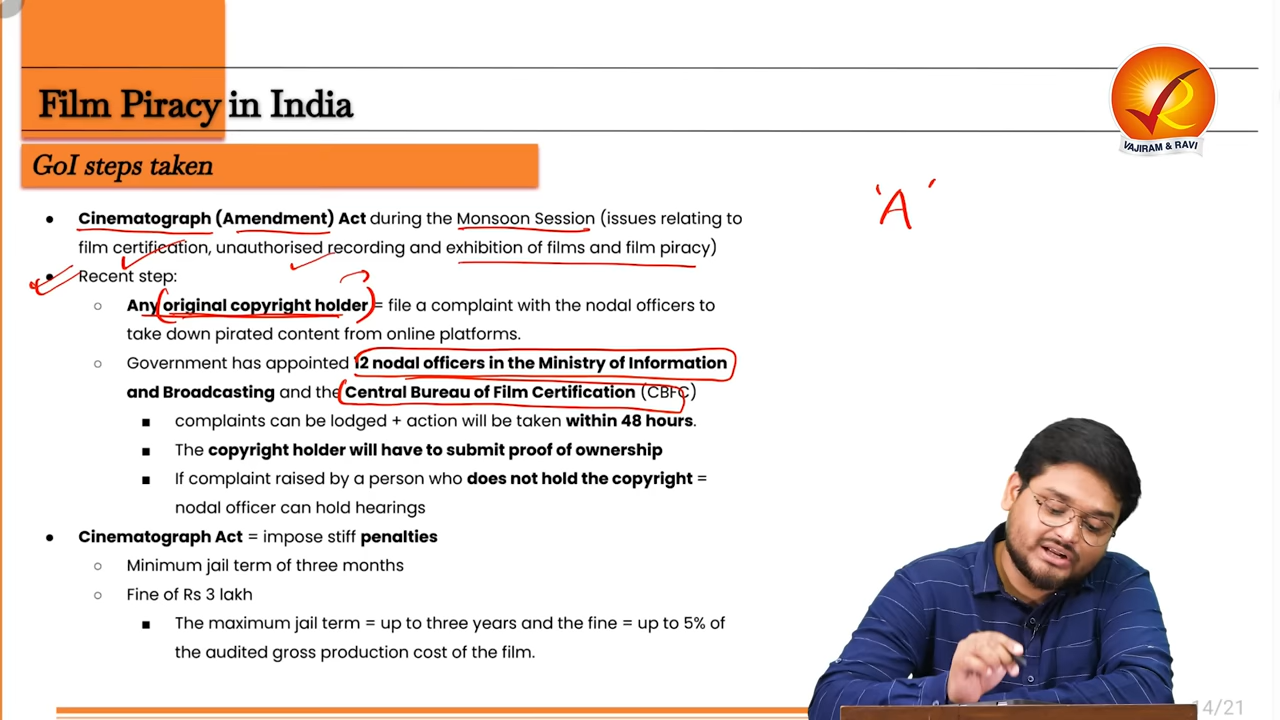 Film Piracy in India
VAJIRAM & RAVI
GoI steps taken
'A'
● Cinematograph (Amendment) Act during the Monsoon Session (issues relating to
film certification, unauthorised recording and exhibition of films and film piracy)
● Recent step:
○ Any original copyright holder = file a complaint with the nodal officers to
take down pirated content from online platforms.
○ Government has appointed 12 nodal officers in the Ministry of Information
and Broadcasting and the Central Bureau of Film Certification (CBFC)
■ complaints can be lodged + action will be taken within 48 hours.
■ The copyright holder will have to submit proof of ownership
■ If complaint raised by a person who does not hold the copyright =
nodal officer can hold hearings
● Cinematograph Act = impose stiff penalties
○ Minimum jail term of three months
○ Fine of Rs 3 lakh
■ The maximum jail term = up to three years and the fine = up to 5% of
the audited gross production cost of the film.
14/21